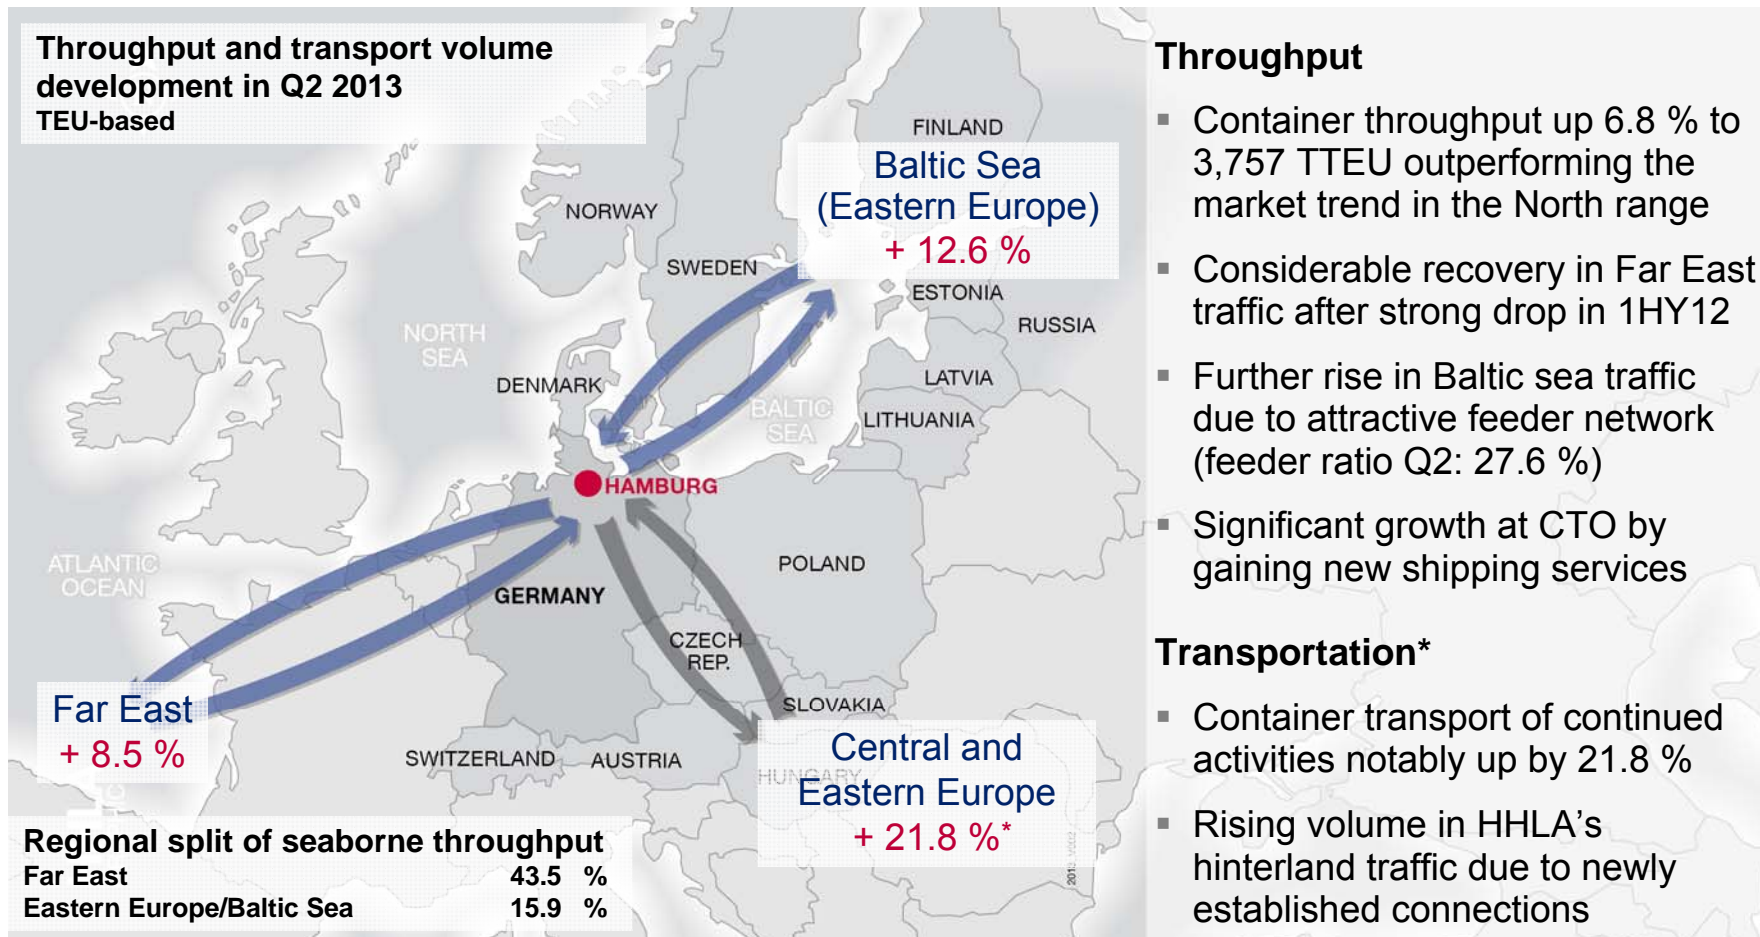 Throughput and transport volume
development in Q2 2013
TEU-based
FINLAND
Baltic Sea
(Eastern Europe)
+ 12.6 %
NORWAY
SWEDEN
ESTONIA
RUSSIA
NORTH
SEA
DENMARK
LATVIA
BALTIC
SEA
LITHUANIA
HAMBURG
ATLANTIC
OCEAN
POLAND
GERMANY
CZECH
REP.
SLOVAKIA
Far East
+ 8.5 %
SWITZERLAND
AUSTRIA
HUNGARY
Central and
Eastern Europe
+ 21.8 %*
Regional split of seaborne throughput
Far East 43.5 %
Eastern Europe/Baltic Sea 15.9 %
Throughput
▪ Container throughput up 6.8 % to
3,757 TTEU outperforming the
market trend in the North range
▪ Considerable recovery in Far East
traffic after strong drop in 1HY12
▪ Further rise in Baltic sea traffic
due to attractive feeder network
(feeder ratio Q2: 27.6 %)
▪ Significant growth at CTO by
gaining new shipping services
Transportation*
▪ Container transport of continued
activities notably up by 21.8 %
▪ Rising volume in HHLA’s
hinterland traffic due to newly
established connections